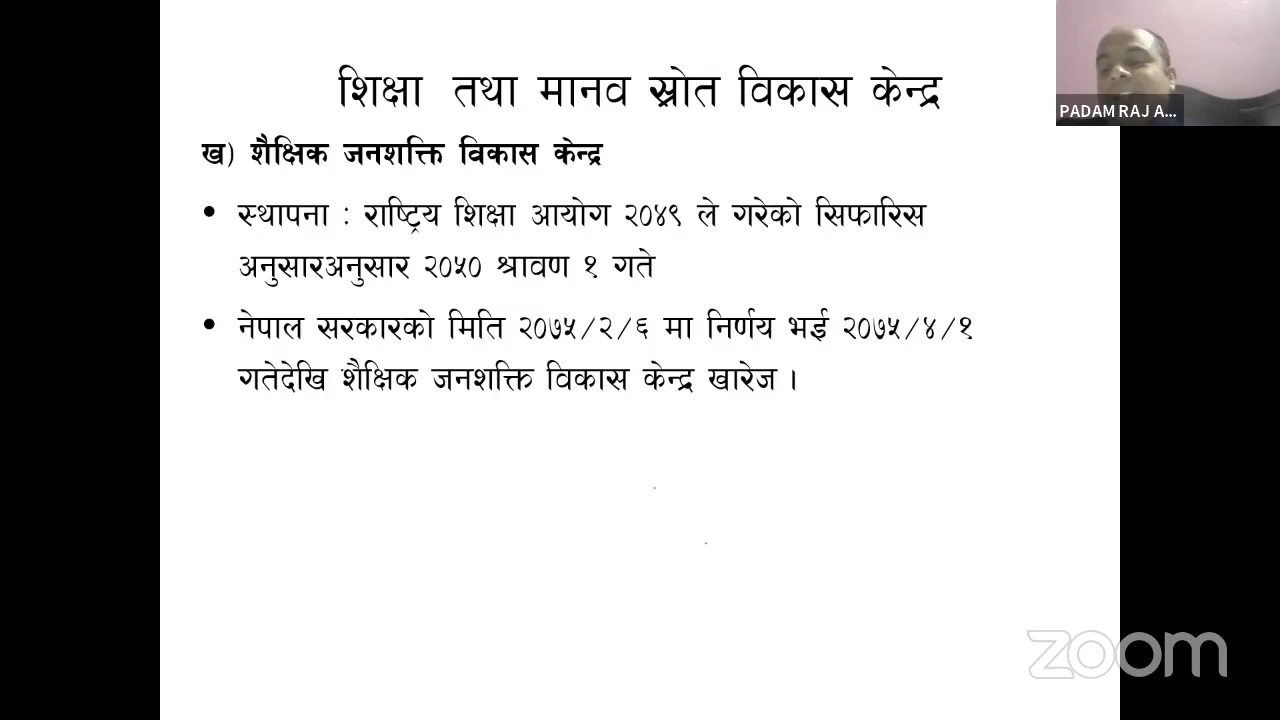 शिक्षा तथा मानव स्रोत विकास केन्द्र
PADAM RAJ A...
ख) शैक्षिक जनशक्ति विकास केन्द्र
• स्थापना : राष्ट्रिय शिक्षा आयोग २०४९ ले गरेको सिफारिस
अनुसारअनुसार २०५० श्रावण १ गते
• नेपाल सरकारको मिति २०७५/२/६ मा निर्णय भई २०७५/४/१
गतेदेखि शैक्षिक जनशक्ति विकास केन्द्र खारेज ।
zoom